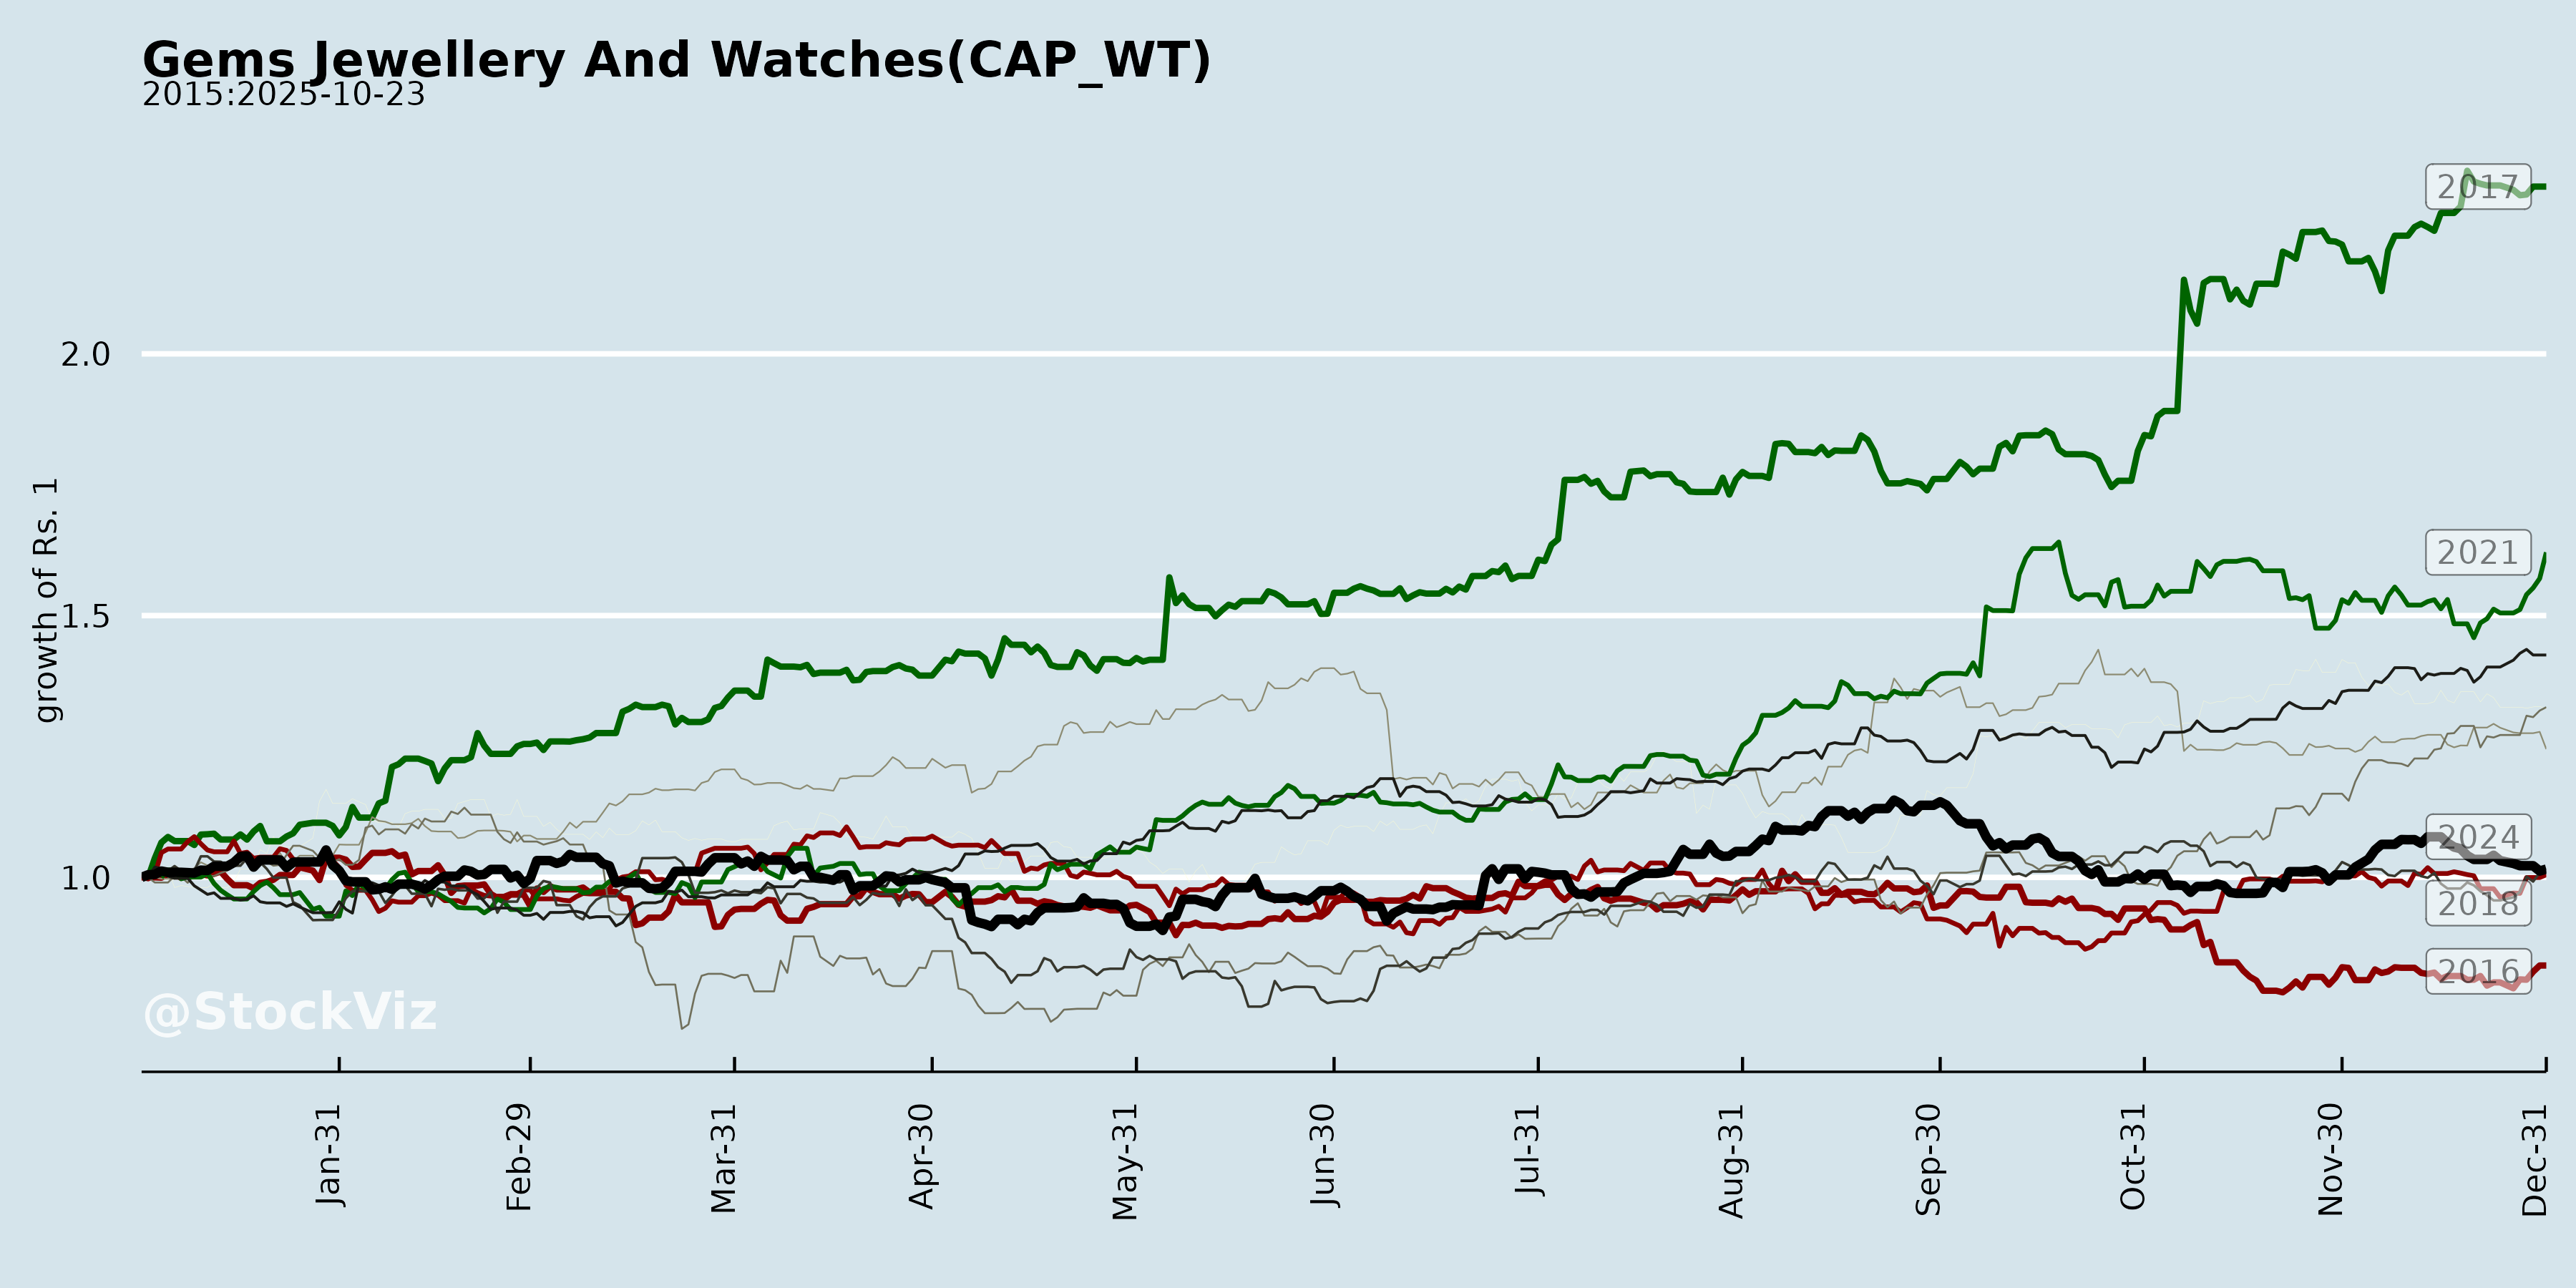 Gems Jewellery And Watches(CAP_WT)
2015:2025-10-23
growth of Rs. 1
2.0
1.5
1.0
2017
2021
2024
2018
2016
@StockViz
Jan-31
Feb-29
Mar-31
Apr-30
May-31
Jun-30
Jul-31
Aug-31
Sep-30
Oct-31
Nov-30
Dec-31